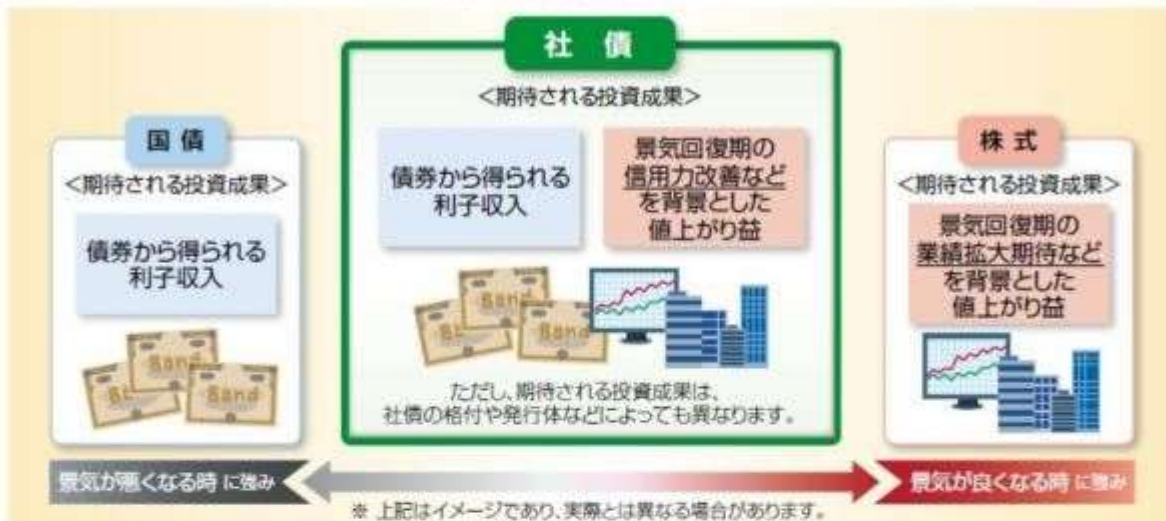 社 債
＜期待される投資成果＞
債券から得られる
利子収入
景気回復期の
信用力改善など
を背景とした
値上がり益
Band
Band
ただし、期待される投資成果は、
社債の格付や発行体などによっても異なります。
国 債
＜期待される投資成果＞
債券から得られる
利子収入
Band
Band
株 式
＜期待される投資成果＞
景気回復期の
業績拡大期待など
を背景とした
値上がり益
景気が悪くなる時 に強み
景気が良くなる時 に強み
※ 上記はイメージであり、実際とは異なる場合があります。